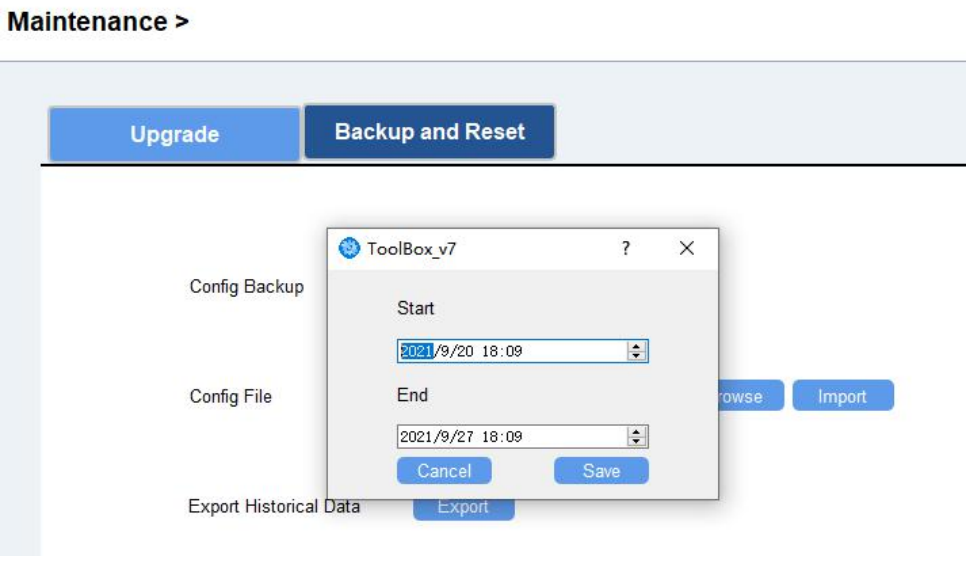 Maintenance >
Upgrade
Backup and Reset
ToolBox_v7
?
Config Backup
Start
2021/9/20 18:09
Config File
End
rowse
Import
2021/9/27 18:09
Cancel
Save
Export Historical Data
Export